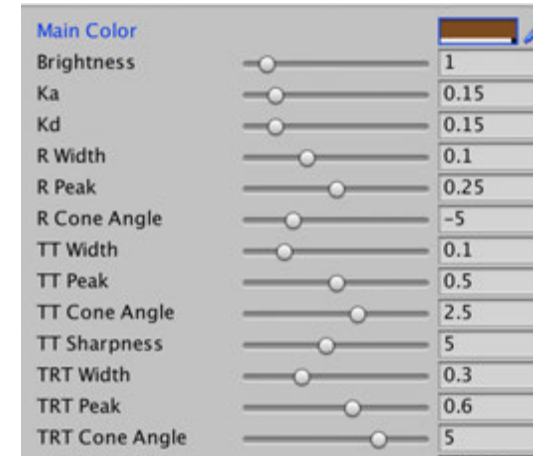 Main Color
Brightness 1
Ka 0.15
Kd 0.15
R Width 0.1
R Peak 0.25
R Cone Angle -5
TT Width 0.1
TT Peak 0.5
TT Cone Angle 2.5
TT Sharpness 5
TRT Width 0.3
TRT Peak 0.6
TRT Cone Angle 5